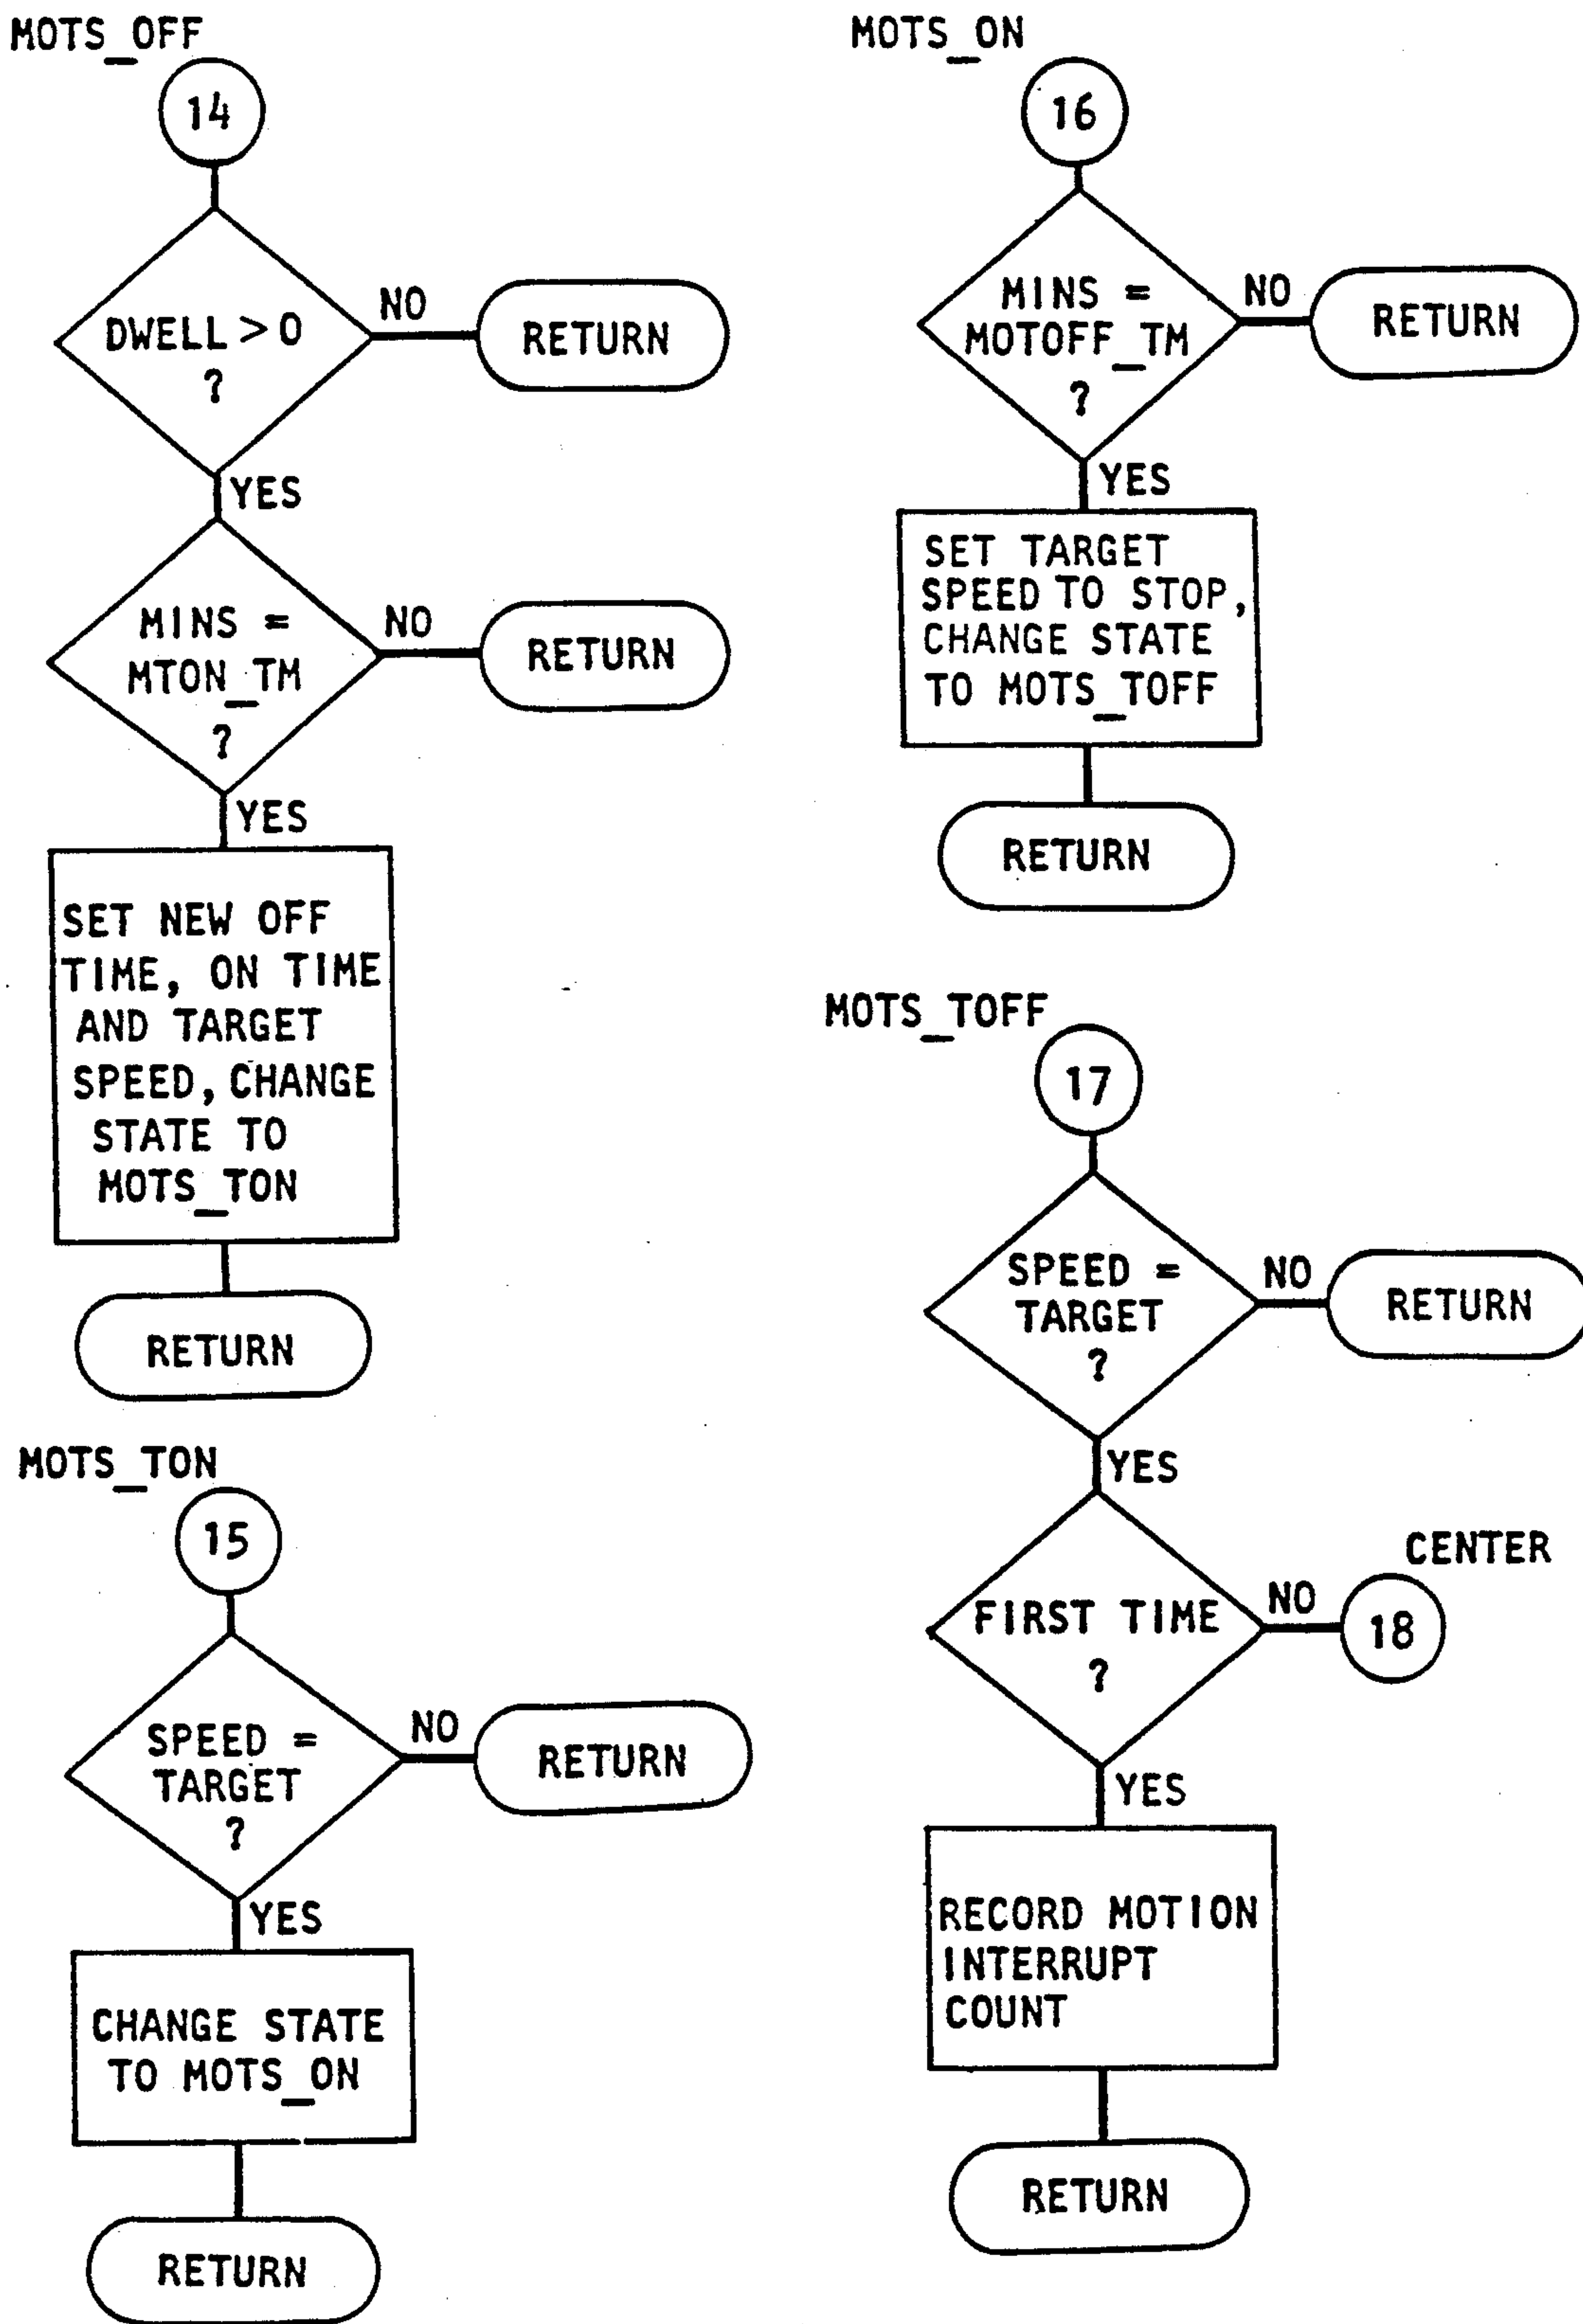 MOTS_OFF
14
DWELL > 0
?
NO
RETURN
YES
MINS =
MTON_TM
?
NO
RETURN
YES
SET NEW OFF
TIME, ON TIME
AND TARGET
SPEED, CHANGE
STATE TO
MOTS_TON
RETURN
MOTS_TON
15
SPEED =
TARGET
?
NO
RETURN
YES
CHANGE STATE
TO MOTS_ON
RETURN
MOTS_ON
16
MINS =
MOTOFF_TM
?
NO
RETURN
YES
SET TARGET
SPEED TO STOP,
CHANGE STATE
TO MOTS_TOFF
RETURN
MOTS_TOFF
17
SPEED =
TARGET
?
NO
RETURN
YES
FIRST TIME
?
NO
CENTER
18
YES
RECORD MOTION
INTERRUPT
COUNT
RETURN